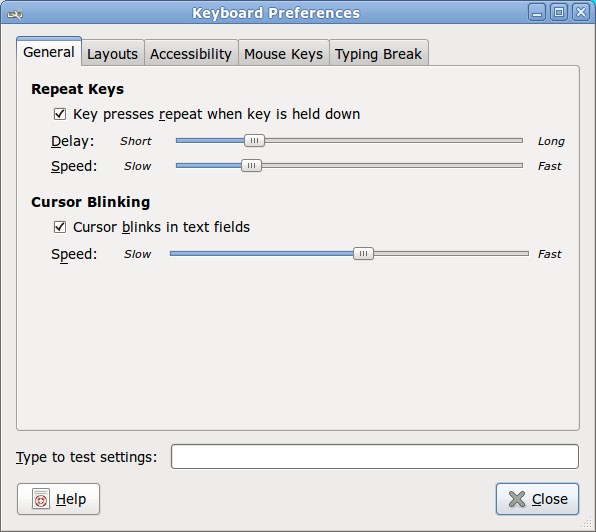 Keyboard Preferences
General Layouts Accessibility Mouse Keys Typing Break
Repeat Keys
Key presses repeat when key is held down
Delay: Short Long
Speed: Slow Fast
Cursor Blinking
Cursor blinks in text fields
Speed: Slow Fast
Type to test settings:
Help Close